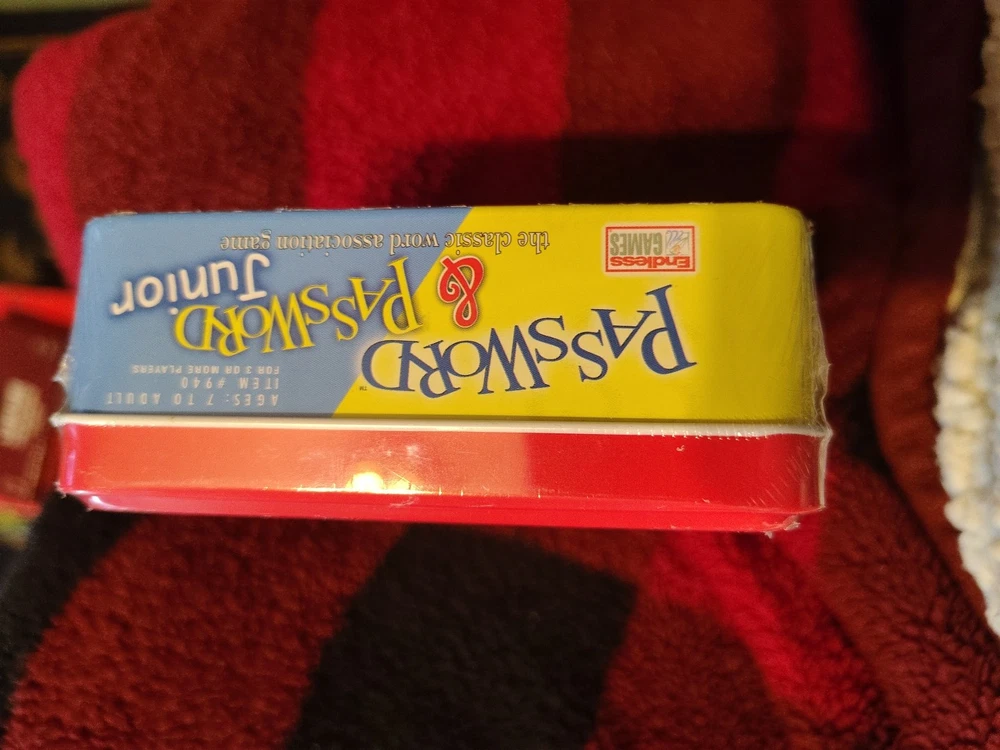 AGES: 7 TO ADULT
ITEM #940
FOR 3 OR MORE PLAYERS
PASSWORD™
&
PASSWORD
Junior
the classic word association game
Endless
GAMES